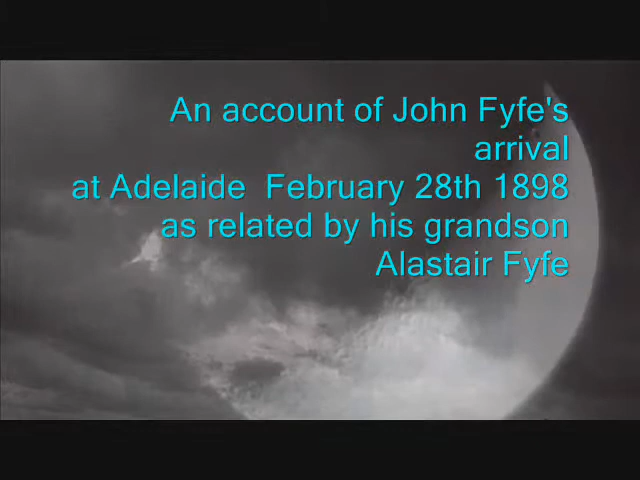 An account of John Fyfe's
arrival
at Adelaide  February 28th 1898
as related by his grandson
Alastair Fyfe